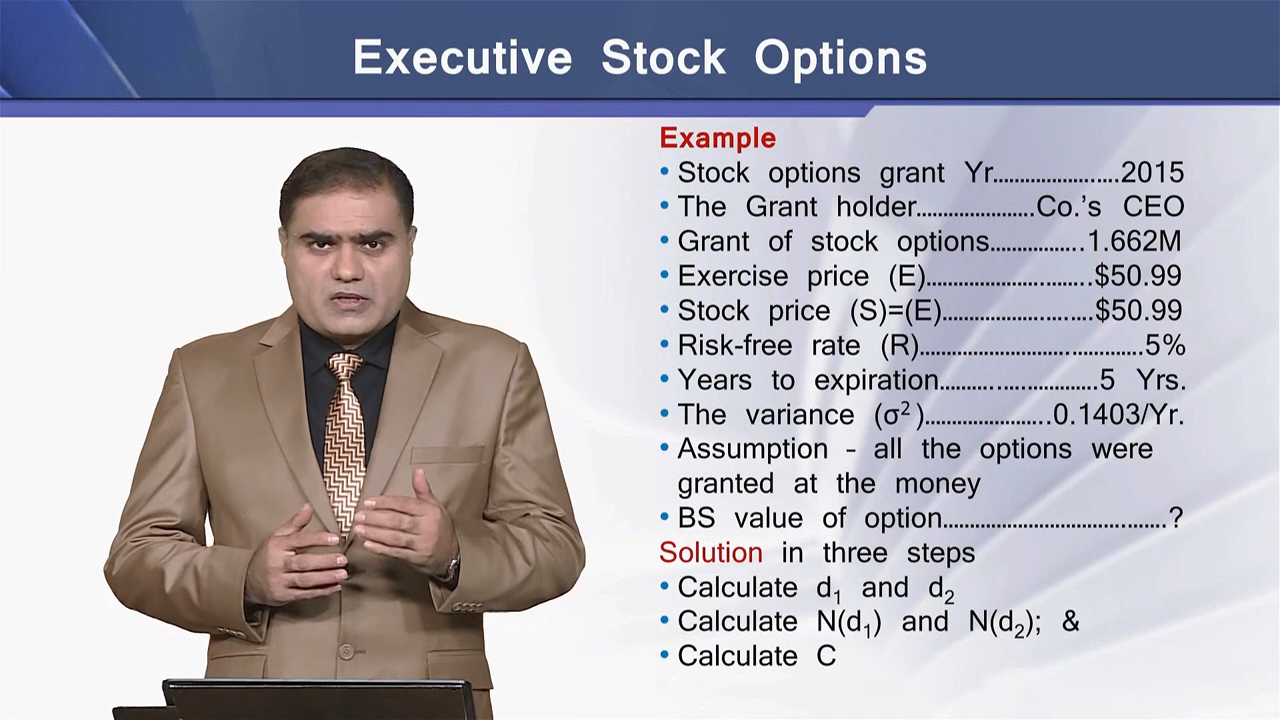 Executive Stock Options
Example
• Stock options grant Yr......................2015
• The Grant holder.....................Co.'s CEO
• Grant of stock options.................1.662M
• Exercise price (E)..............................$50.99
• Stock price (S)=(E)...........................$50.99
• Risk-free rate (R)........................................5%
• Years to expiration............................5 Yrs.
• The variance (σ²).......................0.1403/Yr.
• Assumption – all the options were
granted at the money
• BS value of option........................................?
Solution in three steps
• Calculate d₁ and d₂
• Calculate N(d₁) and N(d₂); &
• Calculate C